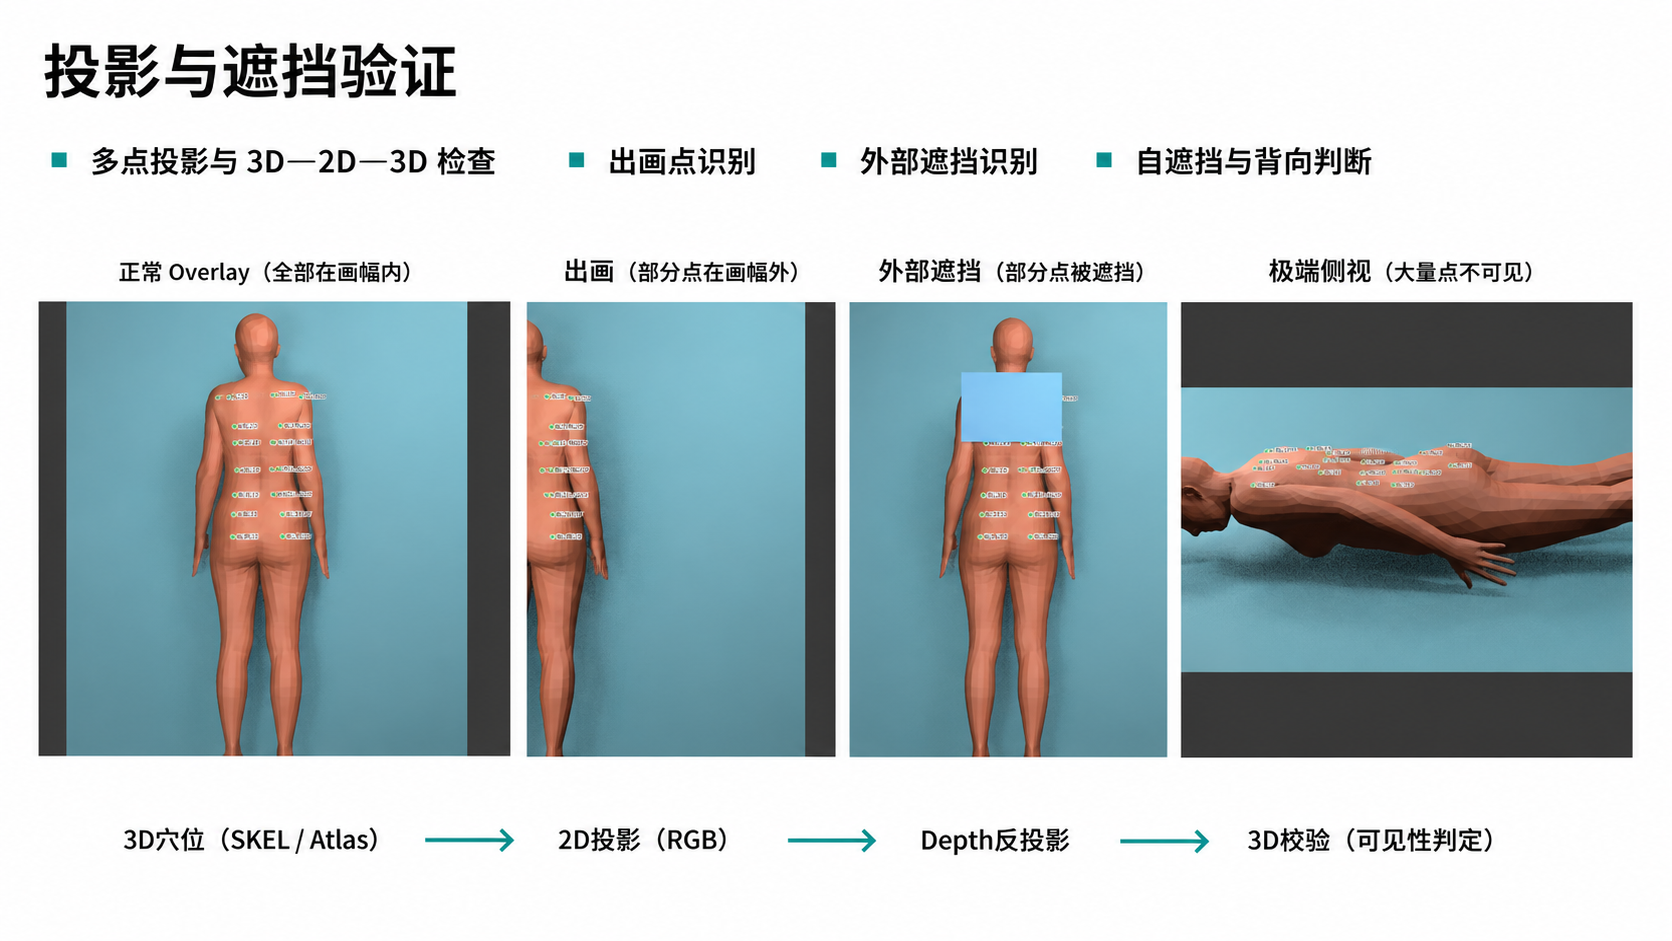 投影与遮挡验证
多点投影与 3D—2D—3D 检查
出画点识别
外部遮挡识别
自遮挡与背向判断
正常 Overlay（全部在画幅内）
出画（部分点在画幅外）
外部遮挡（部分点被遮挡）
极端侧视（大量点不可见）
3D穴位（SKEL / Atlas）
2D投影（RGB）
Depth反投影
3D校验（可见性判定）